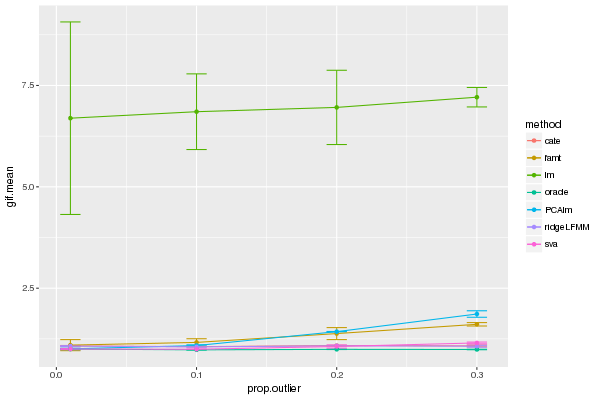 gif.mean
7.5
5.0
2.5
0.0
0.1
0.2
0.3
prop.outlier
method
cate
famt
lm
oracle
PCAlm
ridgeLFMM
sva